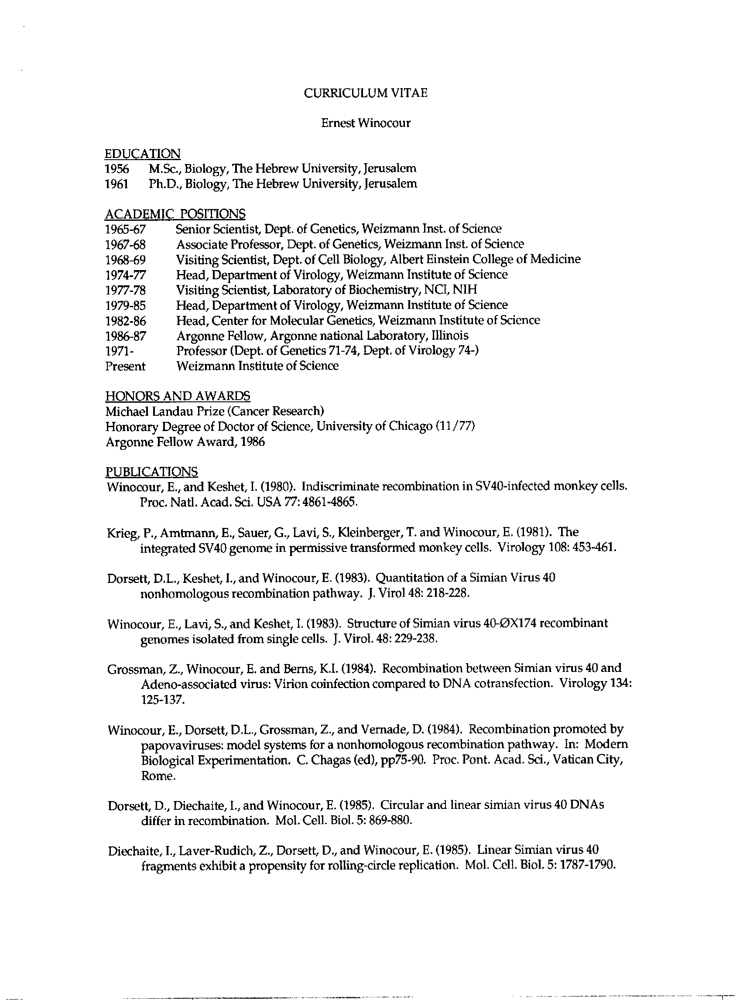 CURRICULUM VITAE
Ernest Winocour
EDUCATION
1956 M.Sc., Biology, The Hebrew University, Jerusalem
1961 Ph.D., Biology, The Hebrew University, Jerusalem
ACADEMIC POSITIONS
1965-67 Senior Scientist, Dept. of Genetics, Weizmann Inst. of Science
1967-68 Associate Professor, Dept. of Genetics, Weizmann Inst. of Science
1968-69 Visiting Scientist, Dept. of Cell Biology, Albert Einstein College of Medicine
1974-77 Head, Department of Virology, Weizmann Institute of Science
1977-78 Visiting Scientist, Laboratory of Biochemistry, NCI, NIH
1979-85 Head, Department of Virology, Weizmann Institute of Science
1982-86 Head, Center for Molecular Genetics, Weizmann Institute of Science
1986-87 Argonne Fellow, Argonne national Laboratory, Illinois
1971- Professor (Dept. of Genetics 71-74, Dept. of Virology 74-)
Present Weizmann Institute of Science
HONORS AND AWARDS
Michael Landau Prize (Cancer Research)
Honorary Degree of Doctor of Science, University of Chicago (11/77)
Argonne Fellow Award, 1986
PUBLICATIONS
Winocour, E., and Keshet, I. (1980). Indiscriminate recombination in SV40-infected monkey cells.
Proc. Natl. Acad. Sci. USA 77: 4861-4865.
Krieg, P., Amtmann, E., Sauer, G., Lavi, S., Kleinberger, T. and Winocour, E. (1981). The
integrated SV40 genome in permissive transformed monkey cells. Virology 108: 453-461.
Dorsett, D.L., Keshet, I., and Winocour, E. (1983). Quantitation of a Simian Virus 40
nonhomologous recombination pathway. J. Virol 48: 218-228.
Winocour, E., Lavi, S., and Keshet, I. (1983). Structure of Simian virus 40-ØX174 recombinant
genomes isolated from single cells. J. Virol. 48: 229-238.
Grossman, Z., Winocour, E. and Berns, K.I. (1984). Recombination between Simian virus 40 and
Adeno-associated virus: Virion coinfection compared to DNA cotransfection. Virology 134:
125-137.
Winocour, E., Dorsett, D.L., Grossman, Z., and Vernade, D. (1984). Recombination promoted by
papovaviruses: model systems for a nonhomologous recombination pathway. In: Modern
Biological Experimentation. C. Chagas (ed), pp75-90. Proc. Pont. Acad. Sci., Vatican City,
Rome.
Dorsett, D., Diechaite, I., and Winocour, E. (1985). Circular and linear simian virus 40 DNAs
differ in recombination. Mol. Cell. Biol. 5: 869-880.
Diechaite, I., Laver-Rudich, Z., Dorsett, D., and Winocour, E. (1985). Linear Simian virus 40
fragments exhibit a propensity for rolling-circle replication. Mol. Cell. Biol. 5: 1787-1790.